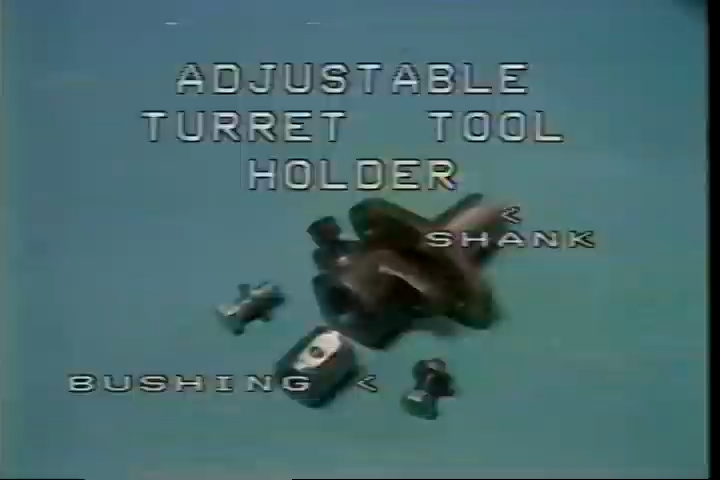 ADJUSTABLE
TURRET TOOL
HOLDER
<
SHANK
BUSHING <